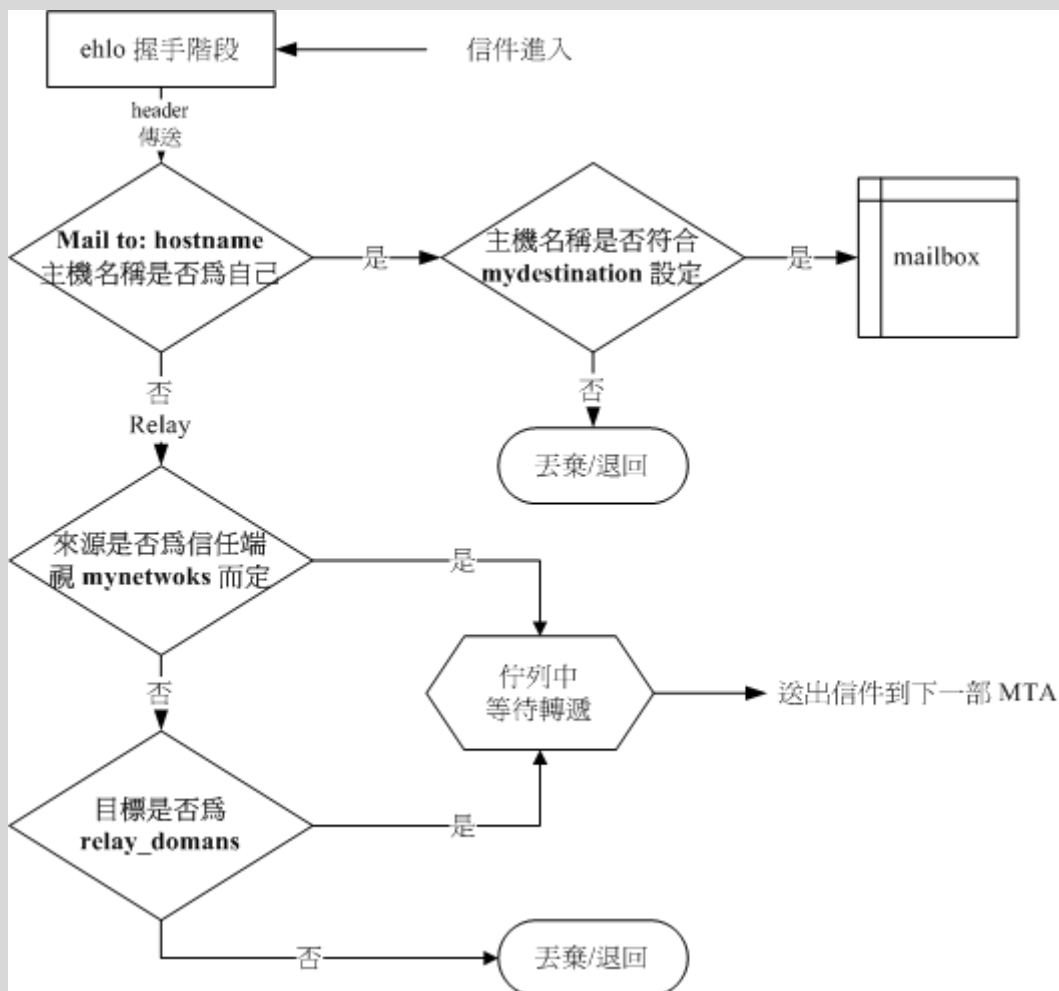 ehlo 握手階段
信件進入
header
傳送
Mail to: hostname
主機名稱是否為自己
是
主機名稱是否符合
mydestination 設定
是
mailbox
否
Relay
否
丟棄/退回
來源是否為信任端
視 mynetwoks 而定
是
佇列中
等待轉遞
送出信件到下一部 MTA
否
目標是否為
relay_domans
是
否
丟棄/退回